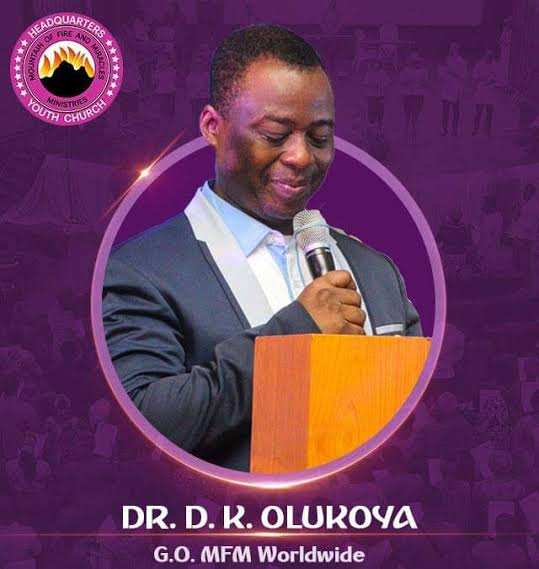 HEADQUARTERS
MOUNTAIN OF FIRE AND MIRACLES
MINISTRIES
YOUTH CHURCH
DR. D. K. OLUKOYA
G.O. MFM Worldwide